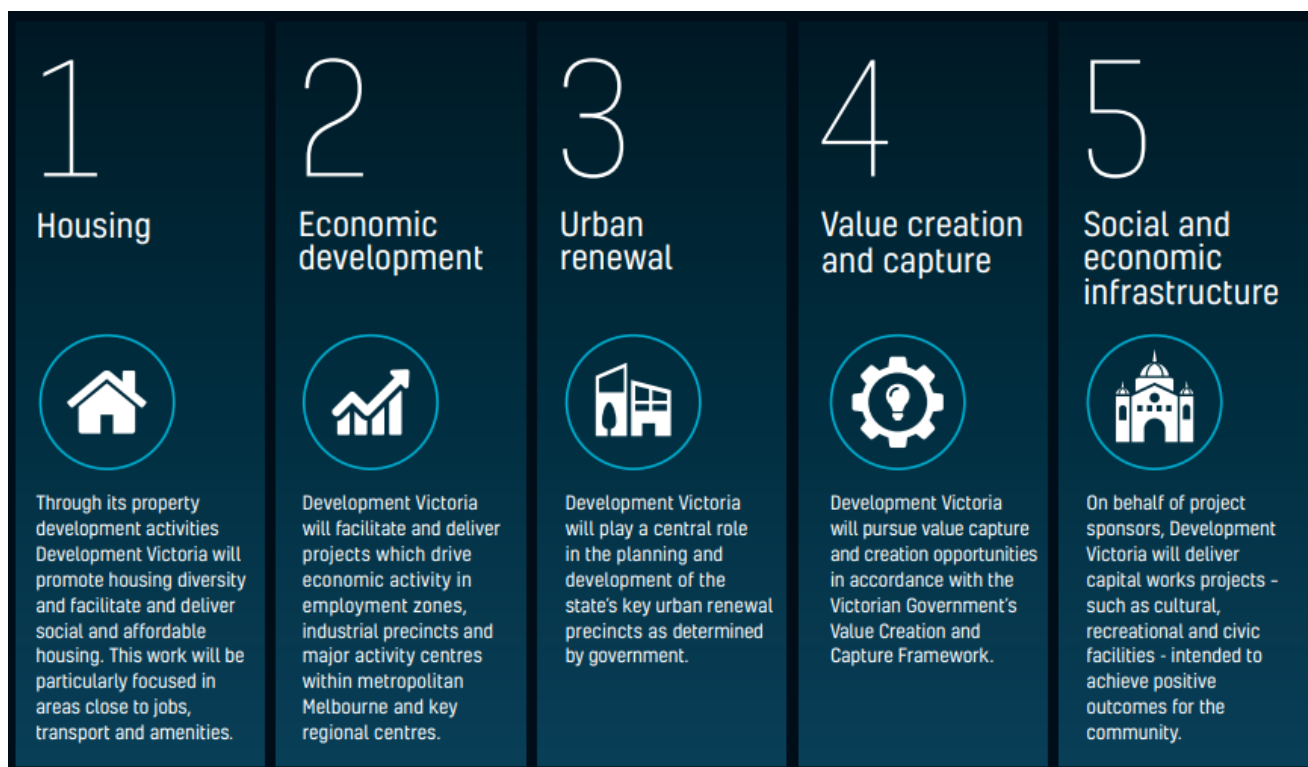 1
Housing
Through its property
development activities
Development Victoria will
promote housing diversity
and facilitate and deliver
social and affordable
housing. This work will be
particularly focused in
areas close to jobs,
transport and amenities.
2
Economic
development
Development Victoria
will facilitate and deliver
projects which drive
economic activity in
employment zones,
industrial precincts and
major activity centres
within metropolitan
Melbourne and key
regional centres.
3
Urban
renewal
Development Victoria
will play a central role
in the planning and
development of the
state's key urban renewal
precincts as determined
by government.
4
Value creation
and capture
Development Victoria
will pursue value capture
and creation opportunities
in accordance with the
Victorian Government's
Value Creation and
Capture Framework.
5
Social and
economic
infrastructure
On behalf of project
sponsors, Development
Victoria will deliver
capital works projects –
such as cultural,
recreational and civic
facilities - intended to
achieve positive
outcomes for the
community.